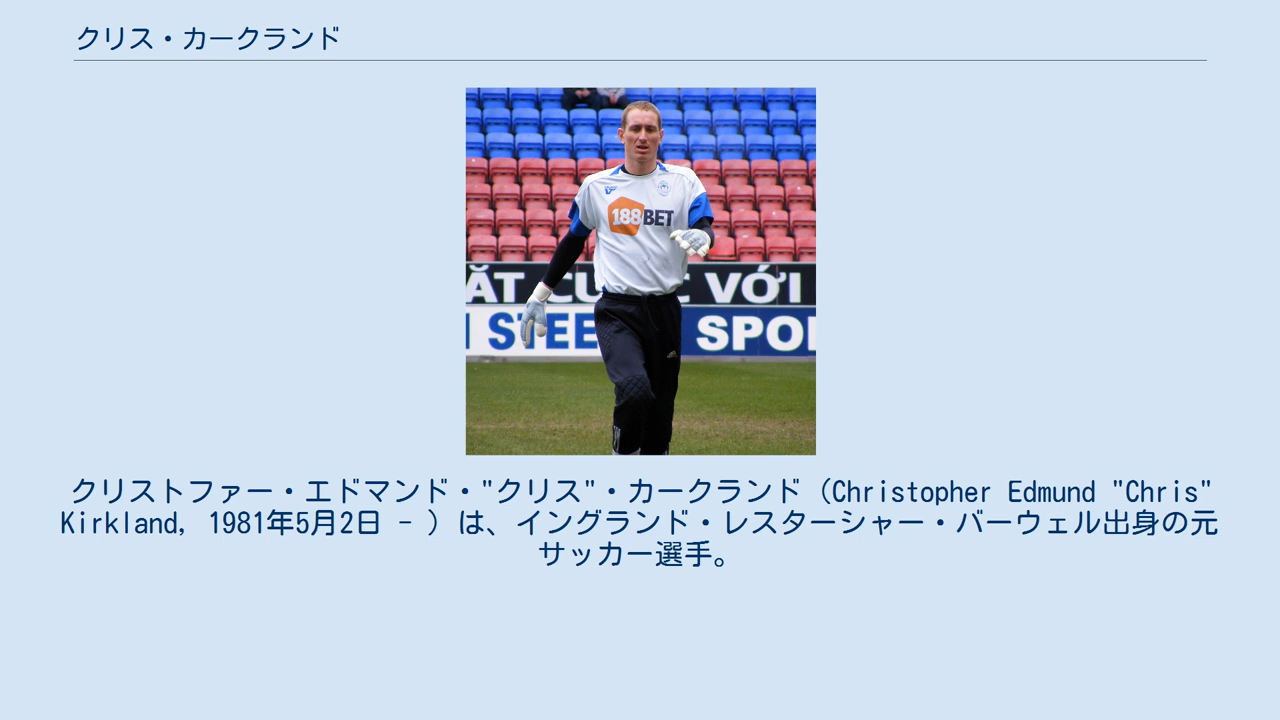 クリス・カークランド
188BET
ĂT CU C VỚI
STEE SPO
クリストファー・エドマンド・"クリス"・カークランド（Christopher Edmund "Chris"
Kirkland, 1981年5月2日 - ）は、イングランド・レスターシャー・バーウェル出身の元
サッカー選手。